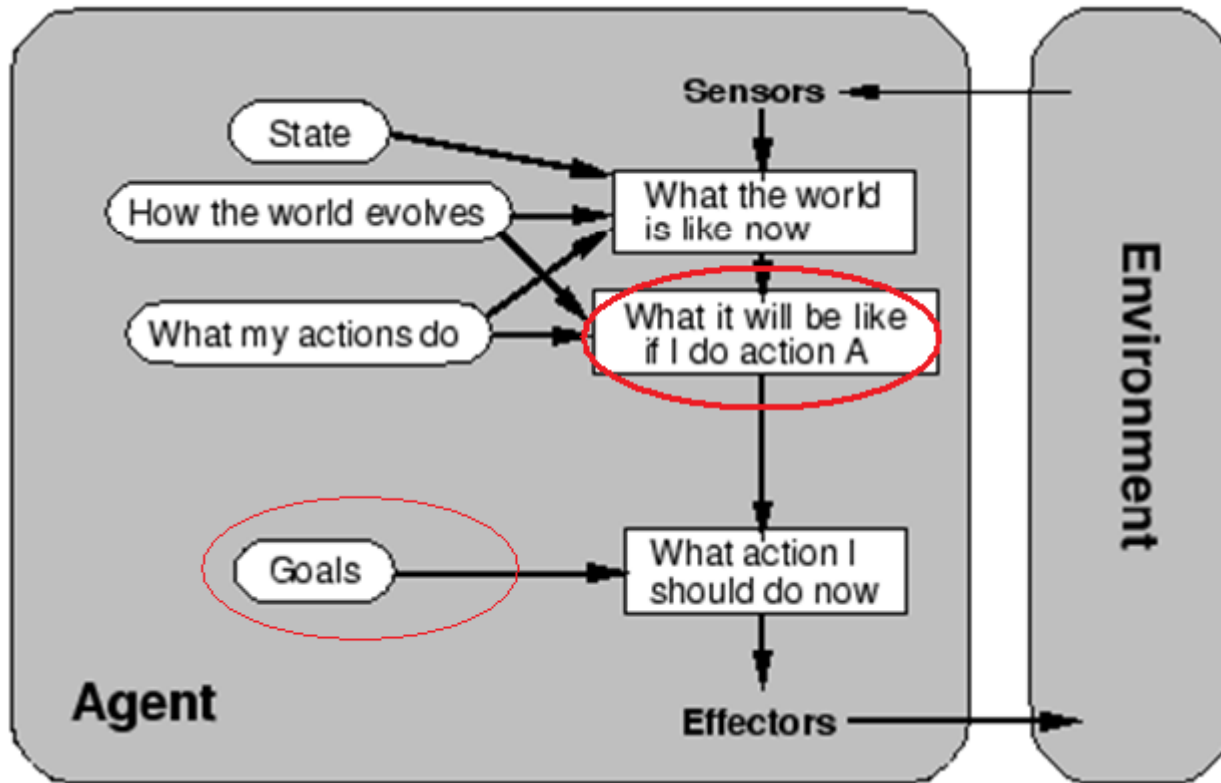 Sensors
State
What the world
is like now
How the world evolves
What it will be like
if I do action A
What my actions do
Environment
What action I
should do now
Goals
Agent
Effectors